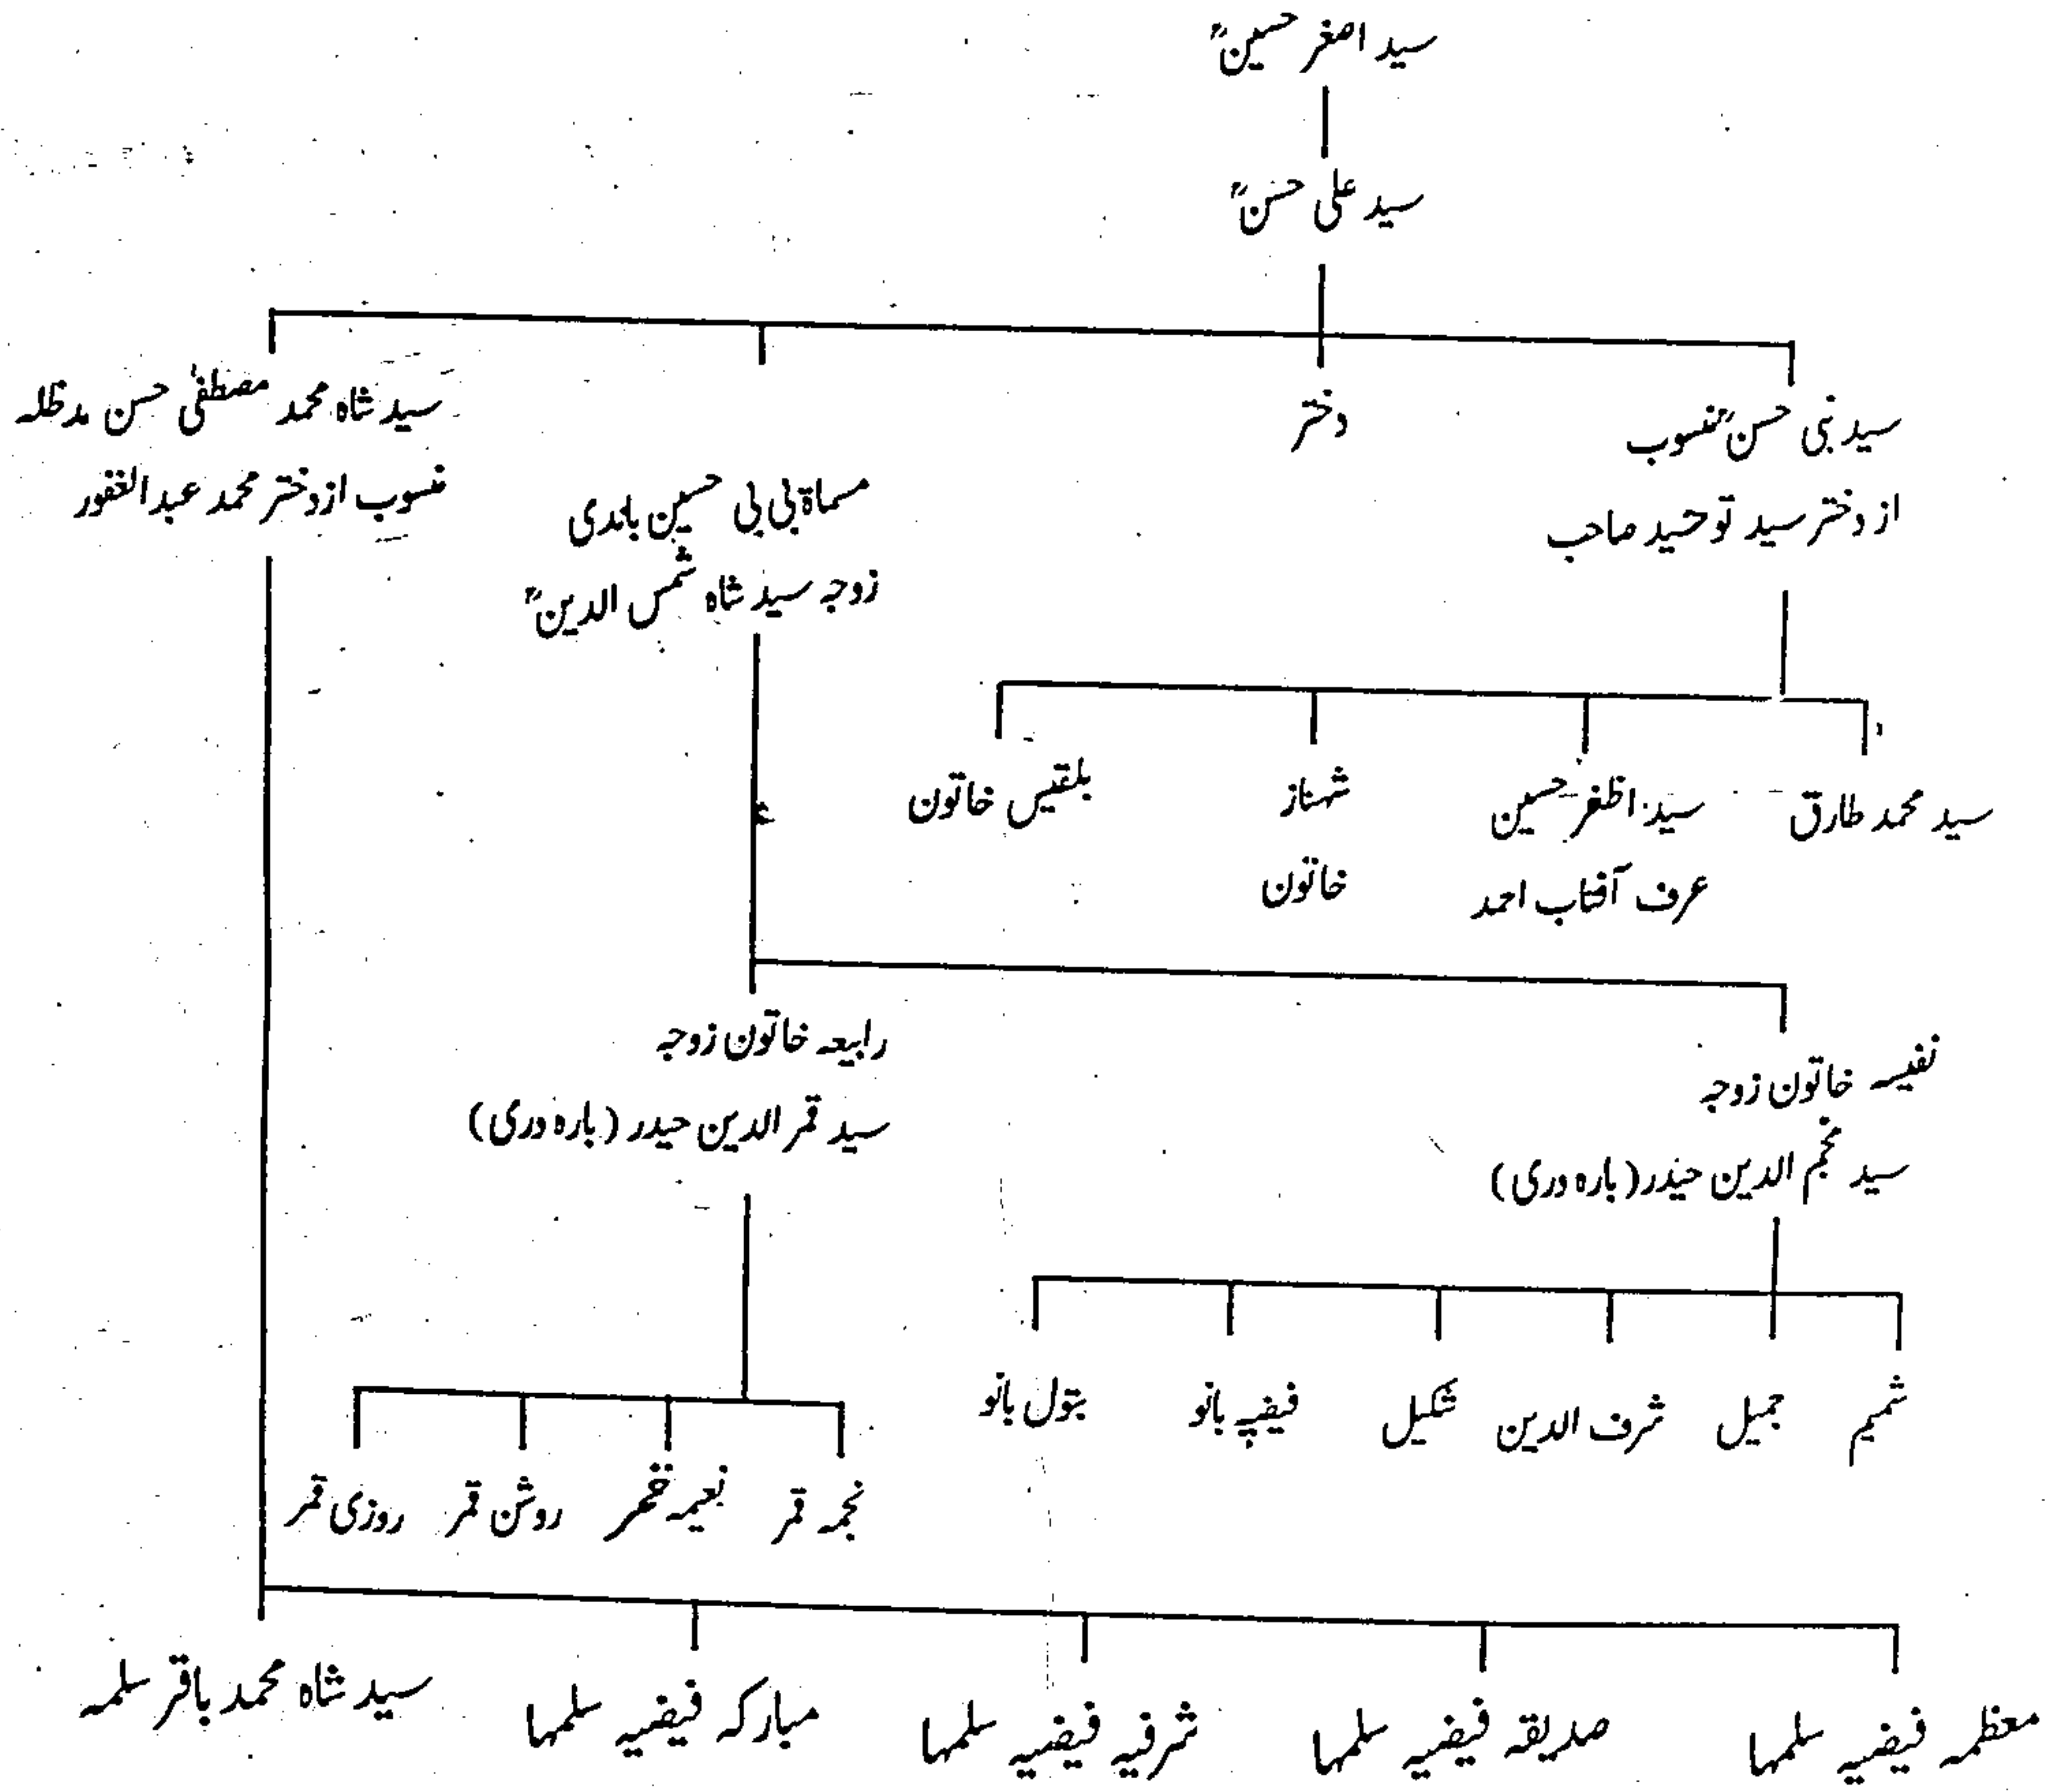 سید اصغر حسینؒ
سید علی حسنؒ
سید نبی حسنؒ منسوب
از دختر سید توحید صاحب
دختر
مسماۃ بی بی حسین باندی
زوجہ سید شاہ شمس الدینؒ
سید شاہ محمد مصطفیٰ حسن مدظلہ
منسوب از دختر محمد عبدالغفور
سید محمد طارق
سید اظفر حسین
عرف آفتاب احمد
شہناز
خاتون
بلقیس خاتون
نفیسہ خاتون زوجہ
سید نجم الدین حیدر (بارہ دری)
رابیعہ خاتون زوجہ
سید قمر الدین حیدر (بارہ دری)
شمیم
جمیل
شرف الدین
شکیل
فیضیہ بانو
بتول بانو
نجمہ قمر
نعیمہ قمر
روشن قمر
روزی قمر
معظمہ فیضیہ سلمہا
صدیقہ فیضیہ سلمہا
شرفیہ فیضیہ سلمہا
مبارکہ فیضیہ سلمہا
سید شاہ محمد باقر سلمہ